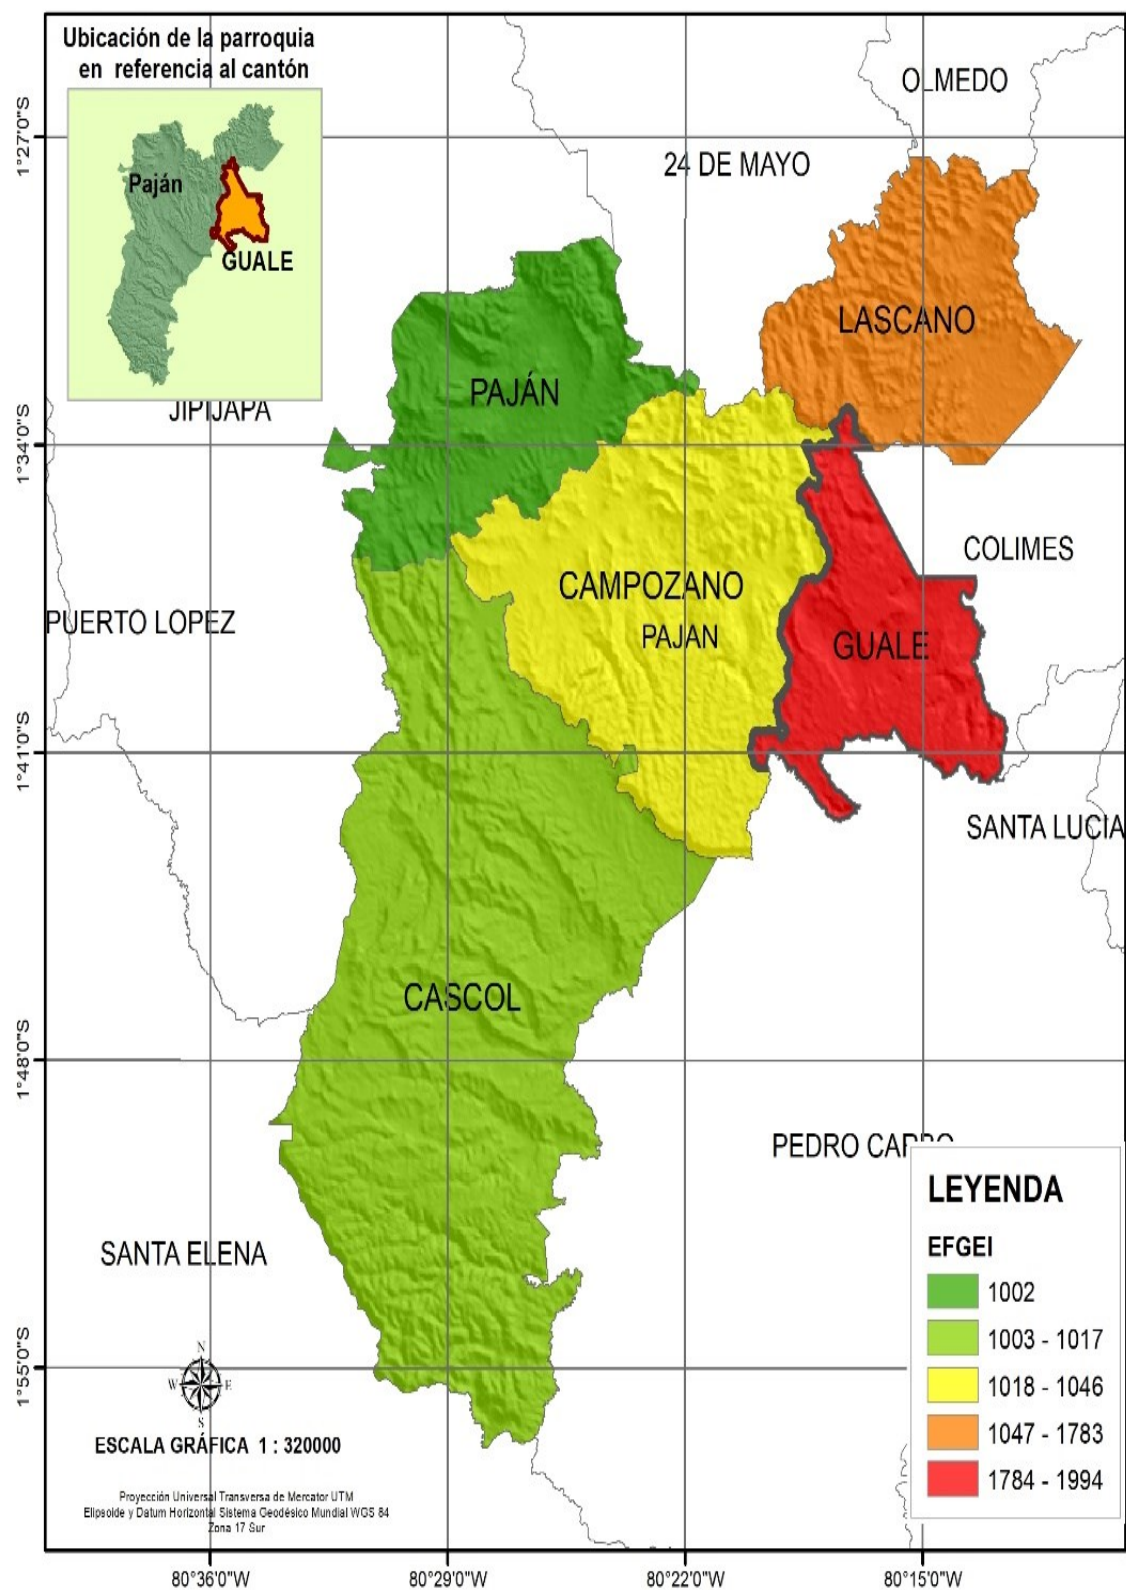 Ubicación de la parroquia
en referencia al cantón
Paján
GUALE
OLMEDO
24 DE MAYO
LASCANO
PAJÁN
JIPIJAPA
COLIMES
CAMPOZANO
PAJAN
GUALE
PUERTO LOPEZ
SANTA LUCIA
CASCOL
PEDRO CARBO
SANTA ELENA
LEYENDA
EFGEI
1002
1003 - 1017
1018 - 1046
1047 - 1783
1784 - 1994
N
W E
S
ESCALA GRÁFICA 1 : 320000
Proyección Universal Transversa de Mercator UTM
Elipsoide y Datum Horizontal Sistema Geodésico Mundial WGS 84
Zona 17 Sur
1°27'0"S
1°34'0"S
1°41'0"S
1°48'0"S
1°55'0"S
80°36'0"W
80°29'0"W
80°22'0"W
80°15'0"W